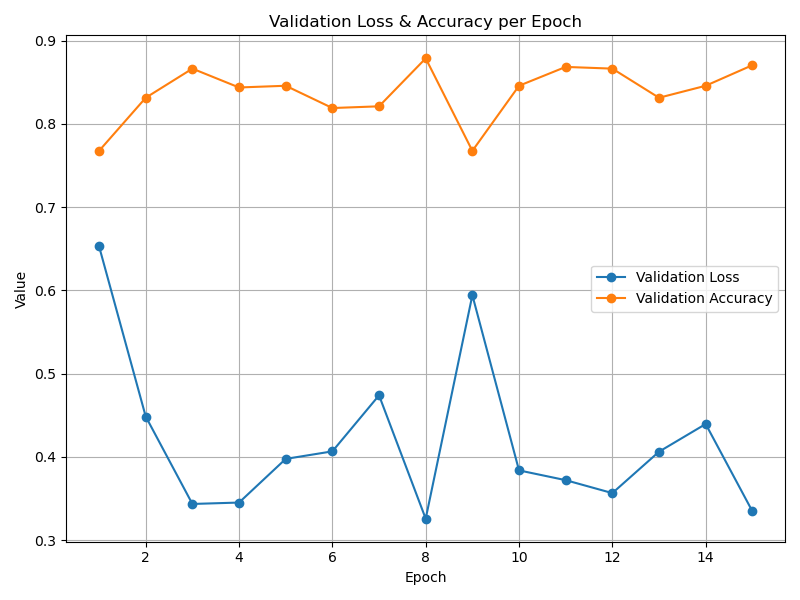 Validation Loss & Accuracy per Epoch
0.9
0.8
0.7
0.6
0.5
0.4
0.3
Value
Validation Loss
Validation Accuracy
2 4 6 8 10 12 14
Epoch